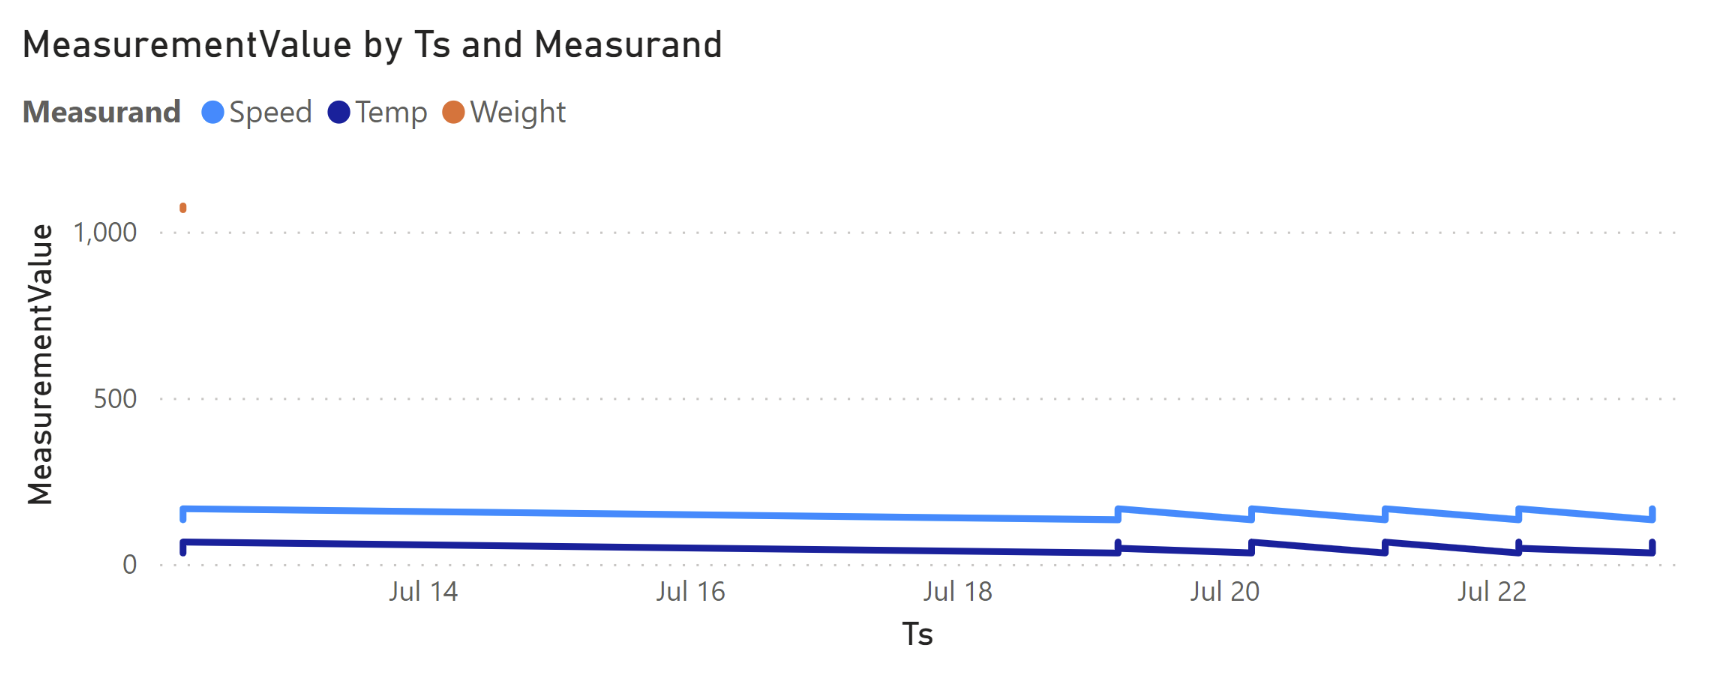 MeasurementValue by Ts and Measurand
Measurand Speed Temp Weight
MeasurementValue
1,000
500
0
Jul 14 Jul 16 Jul 18 Jul 20 Jul 22
Ts